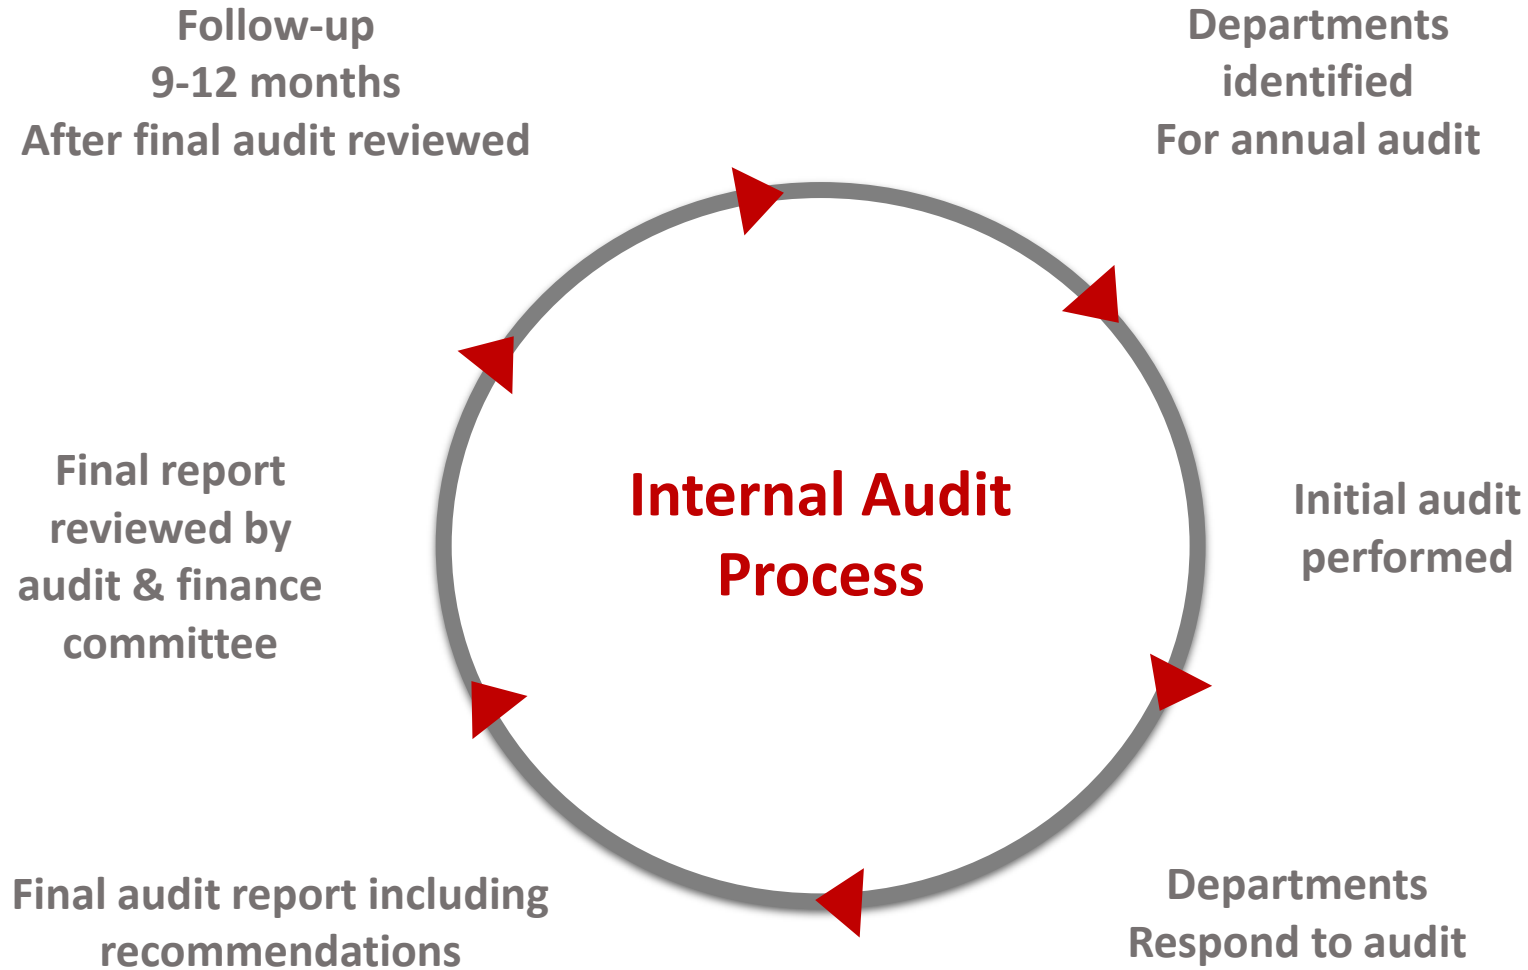 Follow-up
9-12 months
After final audit reviewed
Departments
identified
For annual audit
Internal Audit
Process
Initial audit
performed
Final report
reviewed by
audit & finance
committee
Departments
Respond to audit
Final audit report including
recommendations